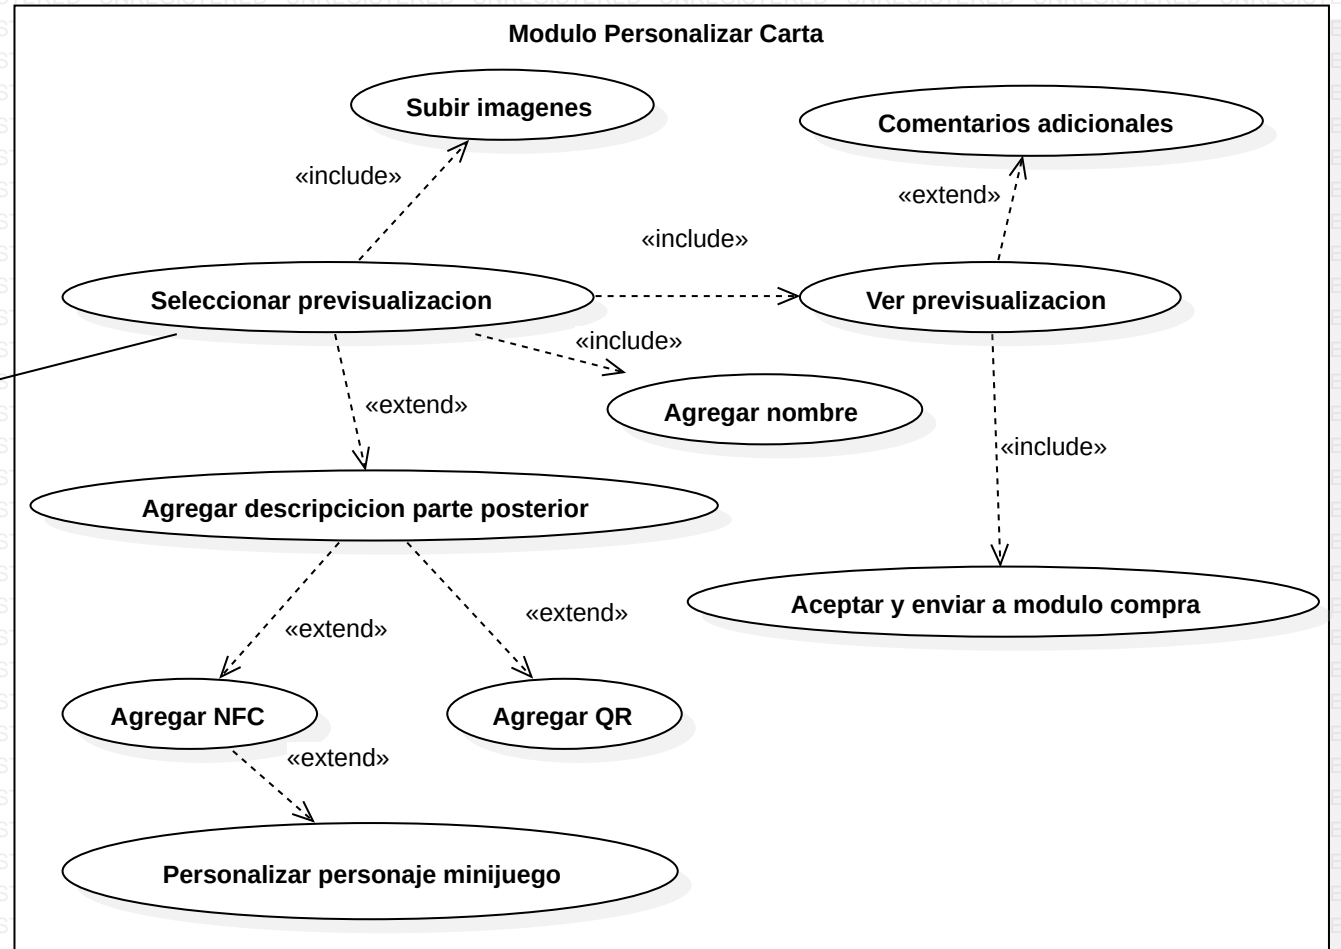 Modulo Personalizar Carta
Subir imagenes
Comentarios adicionales
«include»
«extend»
«include»
Seleccionar previsualizacion
Ver previsualizacion
«include»
«extend»
Agregar nombre
«include»
Agregar descripcicion parte posterior
Aceptar y enviar a modulo compra
«extend»
«extend»
Agregar NFC
Agregar QR
«extend»
Personalizar personaje minijuego